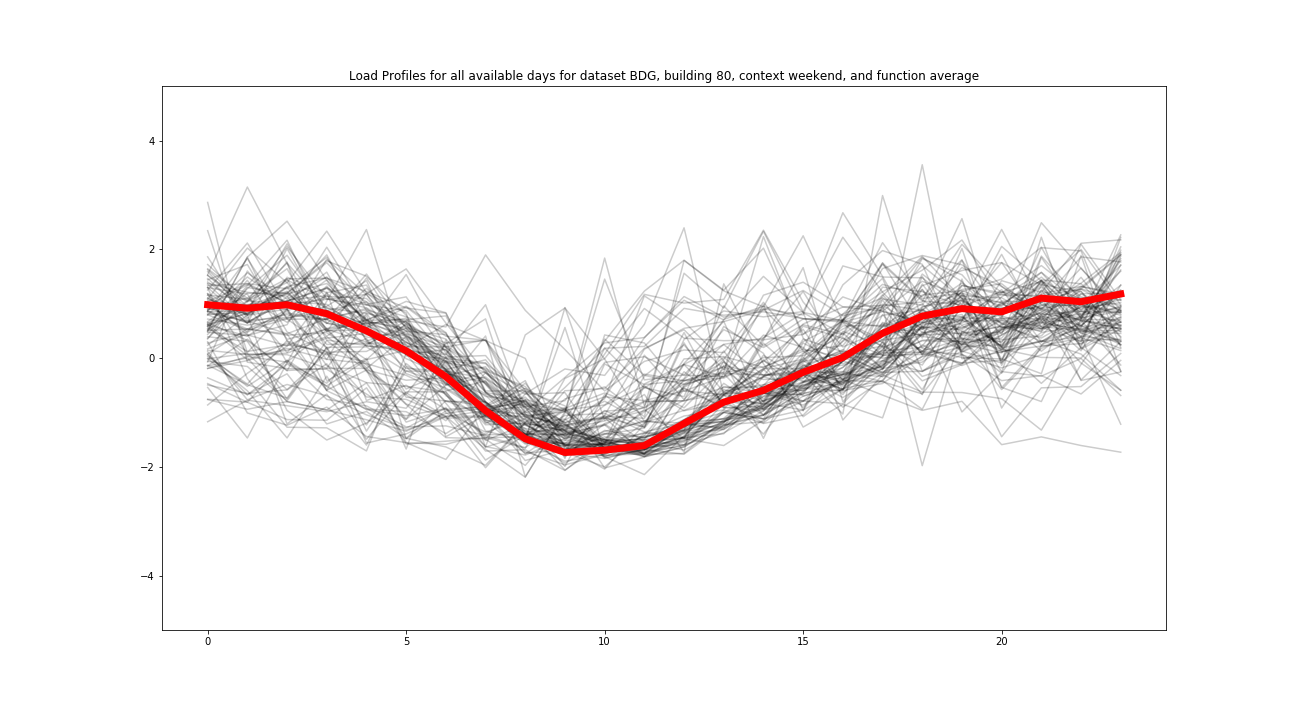 Load Profiles for all available days for dataset BDG, building 80, context weekend, and function average
4
2
0
−2
−4
0 5 10 15 20